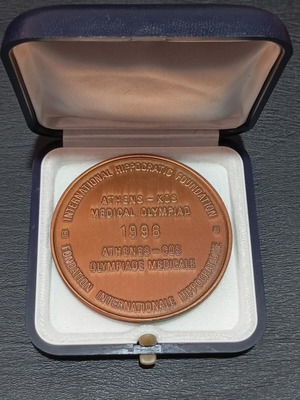 INTERNATIONAL HIPPOCRATIC FOUNDATION
ATHENS - KOS
MEDICAL OLYMPIAD
1998
ATHENES - COS
OLYMPIADE MEDICALE
FONDATION INTERNATIONALE HIPPOCRATIQUE